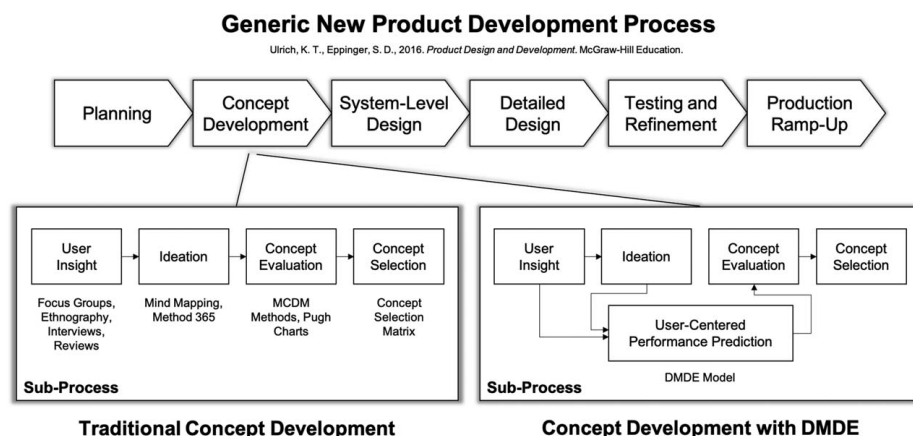 Generic New Product Development Process
Ulrich, K. T., Eppinger, S. D., 2016. Product Design and Development. McGraw-Hill Education.
Planning
Concept
Development
System-Level
Design
Detailed
Design
Testing and
Refinement
Production
Ramp-Up
User
Insight
Ideation
Concept
Evaluation
Concept
Selection
Focus Groups,
Ethnography,
Interviews,
Reviews
Mind Mapping,
Method 365
MCDM
Methods, Pugh
Charts
Concept
Selection
Matrix
Sub-Process
Traditional Concept Development
User
Insight
Ideation
Concept
Evaluation
Concept
Selection
User-Centered
Performance Prediction
DMDE Model
Sub-Process
Concept Development with DMDE